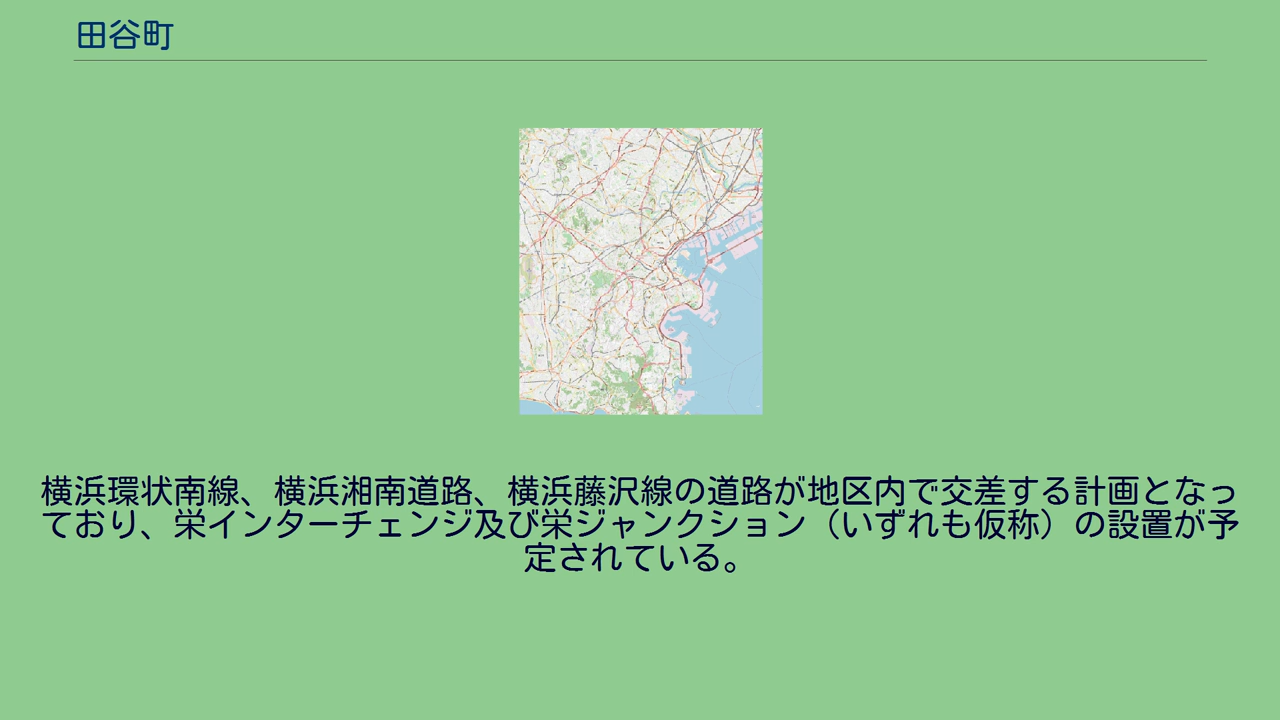 田谷町
横浜環状南線、横浜湘南道路、横浜藤沢線の道路が地区内で交差する計画となっ
ており、栄インターチェンジ及び栄ジャンクション（いずれも仮称）の設置が予
定されている。